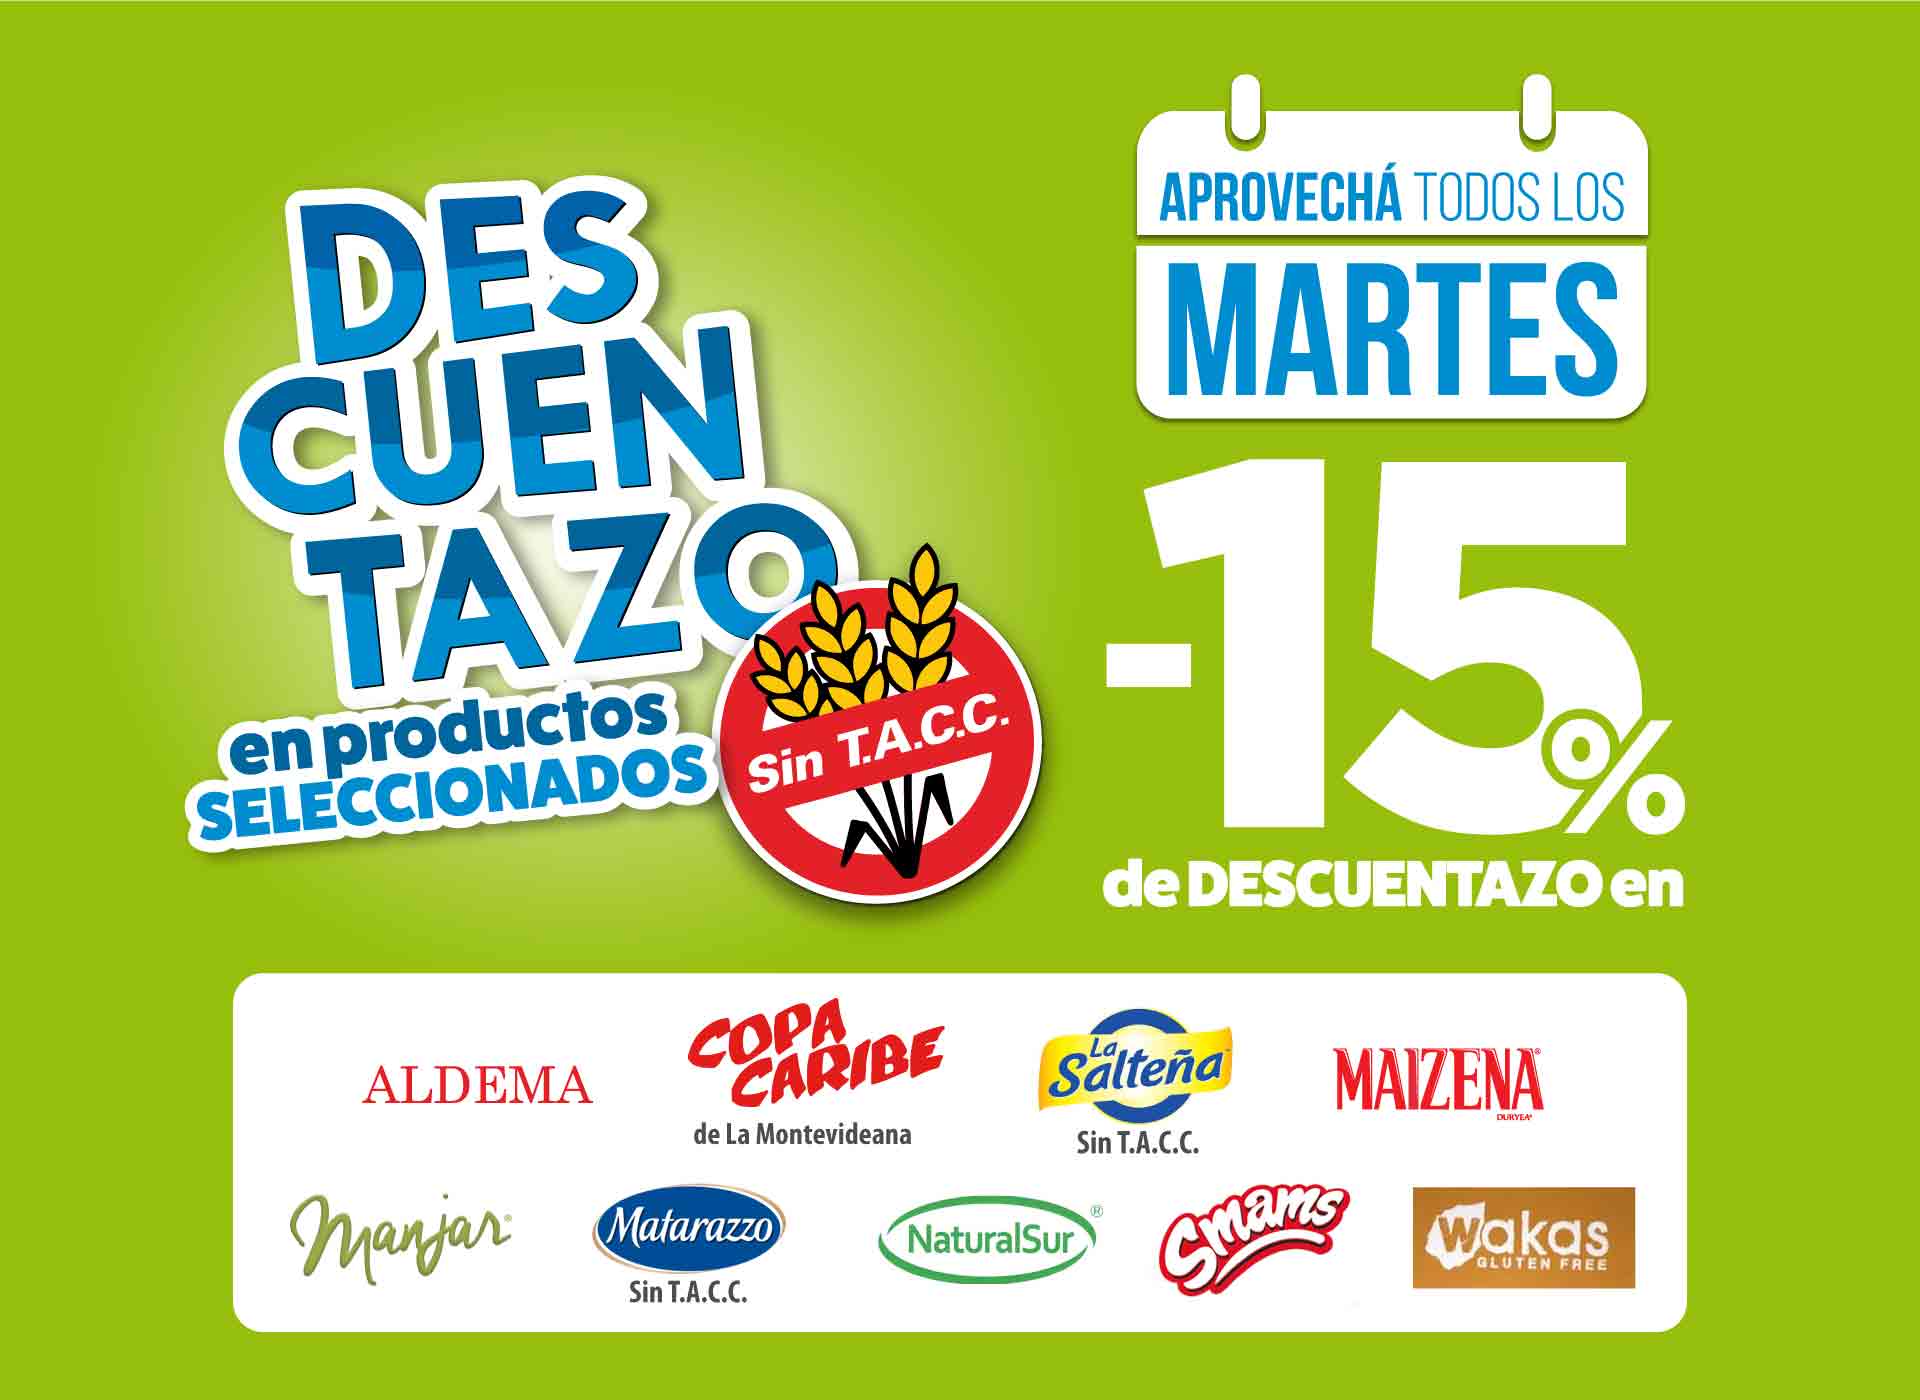 DES
CUEN
TAZO
en productos
SELECCIONADOS
Sin T.A.C.C.
APROVECHÁ TODOS LOS
MARTES
-15%
de DESCUENTAZO en
ALDEMA
COPA
CARIBE
de La Montevideana
La
Salteña™
Sin T.A.C.C.
MAIZENA®
DURYEA®
Manjar®
Matarazzo
Sin T.A.C.C.
NaturalSur®
Smams
Wakas
GLUTEN FREE